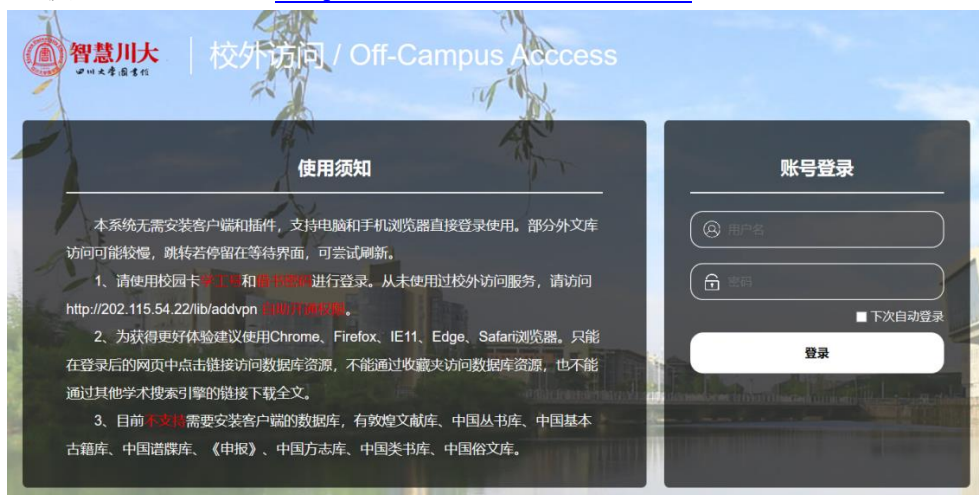 智慧川大
四川大学图书馆
校外访问 / Off-Campus Acccess
使用须知
本系统无需安装客户端和插件，支持电脑和手机浏览器直接登录使用。部分外文库
访问可能较慢，跳转若停留在等待界面，可尝试刷新。
1、请使用校园卡学工号和借书密码进行登录。从未使用过校外访问服务，请访问
http://202.115.54.22/lib/addvpn 自助开通权限。
2、为获得更好体验建议使用Chrome、Firefox、IE11、Edge、Safari浏览器。只能
在登录后的网页中点击链接访问数据库资源，不能通过收藏夹访问数据库资源，也不能
通过其他学术搜索引擎的链接下载全文。
3、目前不支持需要安装客户端的数据库，有敦煌文献库、中国丛书库、中国基本
古籍库、中国谱牒库、《申报》、中国方志库、中国类书库、中国俗文库。
账号登录
用户名
密码
下次自动登录
登录